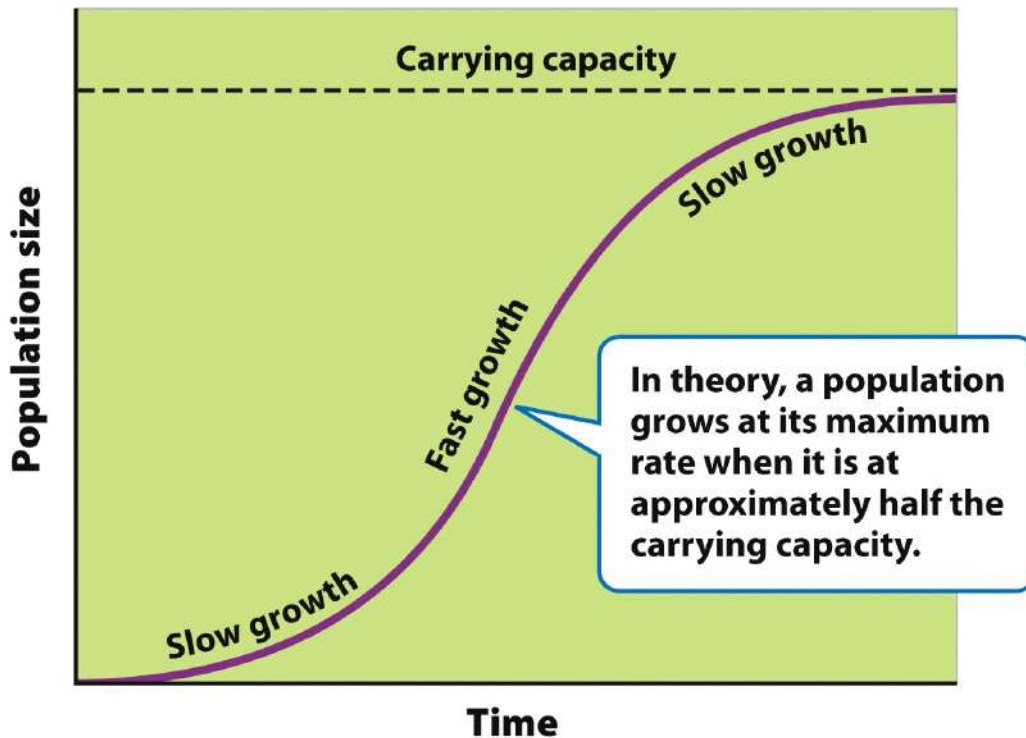 Carrying capacity
Slow growth
Fast growth
Slow growth
Population size
In theory, a population
grows at its maximum
rate when it is at
approximately half the
carrying capacity.
Time